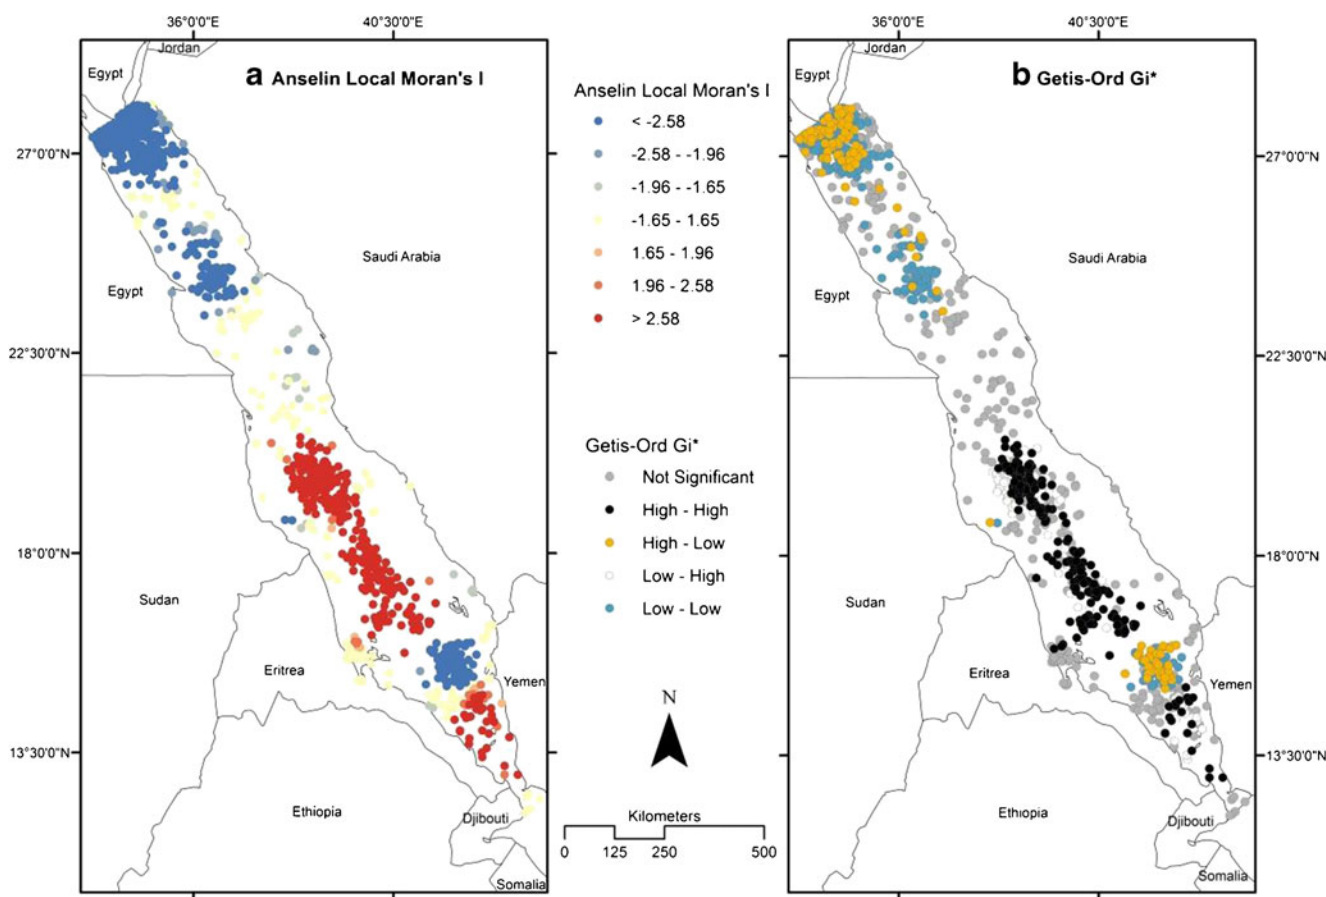 36°0'0"E
40°30'0"E
a Anselin Local Moran's I
Jordan
Egypt
27°0'0"N
Saudi Arabia
Egypt
22°30'0"N
18°0'0"N
Sudan
Eritrea
Yemen
13°30'0"N
Ethiopia
Djibouti
Somalia
Anselin Local Moran's I
< -2.58
-2.58 - -1.96
-1.96 - -1.65
-1.65 - 1.65
1.65 - 1.96
1.96 - 2.58
> 2.58
Getis-Ord Gi*
Not Significant
High - High
High - Low
Low - High
Low - Low
N
Kilometers
0 125 250 500
36°0'0"E
40°30'0"E
b Getis-Ord Gi*
Jordan
Egypt
27°0'0"N
Saudi Arabia
Egypt
22°30'0"N
18°0'0"N
Sudan
Eritrea
Yemen
13°30'0"N
Ethiopia
Djibouti
Somalia